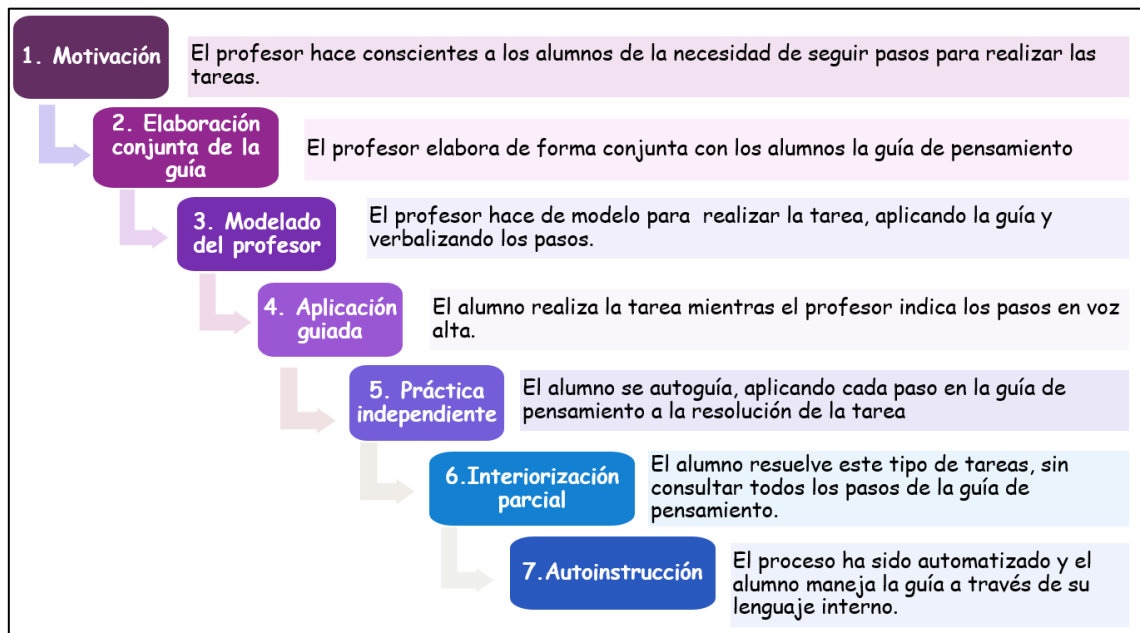 1. Motivación
El profesor hace conscientes a los alumnos de la necesidad de seguir pasos para realizar las
tareas.
2. Elaboración
conjunta de la
guía
El profesor elabora de forma conjunta con los alumnos la guía de pensamiento
3. Modelado
del profesor
El profesor hace de modelo para realizar la tarea, aplicando la guía y
verbalizando los pasos.
4. Aplicación
guiada
El alumno realiza la tarea mientras el profesor indica los pasos en voz
alta.
5. Práctica
independiente
El alumno se autoguía, aplicando cada paso en la guía de
pensamiento a la resolución de la tarea
6.Interiorización
parcial
El alumno resuelve este tipo de tareas, sin
consultar todos los pasos de la guía de
pensamiento.
7.Autoinstrucción
El proceso ha sido automatizado y el
alumno maneja la guía a través de su
lenguaje interno.